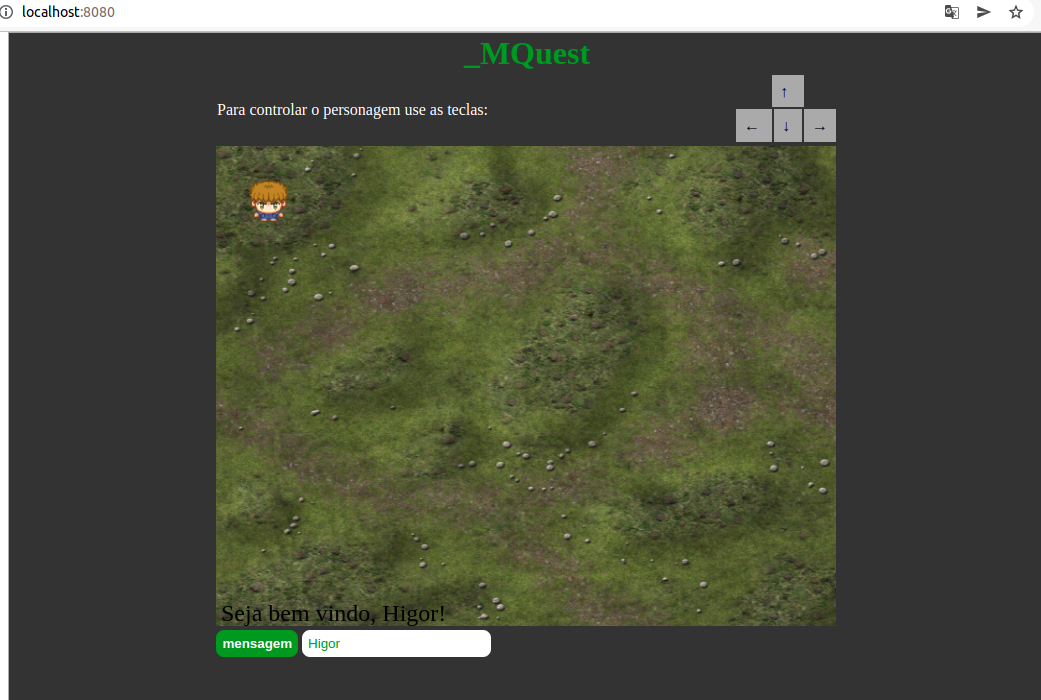 localhost:8080
_MQuest
↑
Para controlar o personagem use as teclas:
← ↓ →
Seja bem vindo, Higor!
mensagem Higor